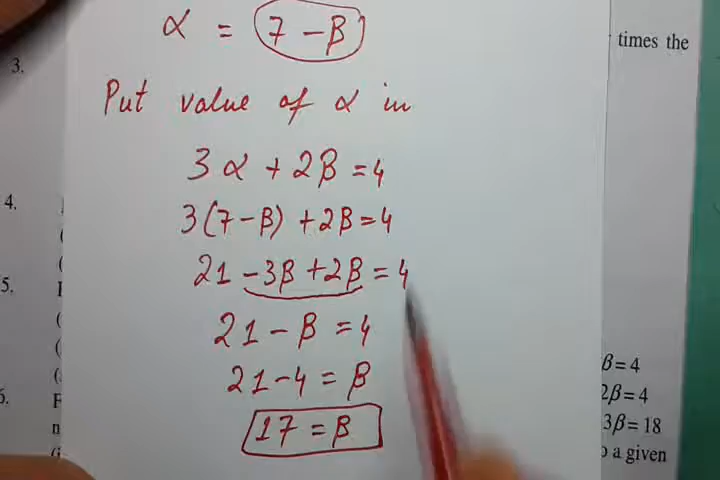 α = 7 - β
times the
3.
Put value of α in
3α + 2β = 4
4.
3(7 - β) + 2β = 4
21 - 3β + 2β = 4
5.
21 - β = 4
β = 4
21 - 4 = β
2β = 4
17 = β
3β = 18
a given